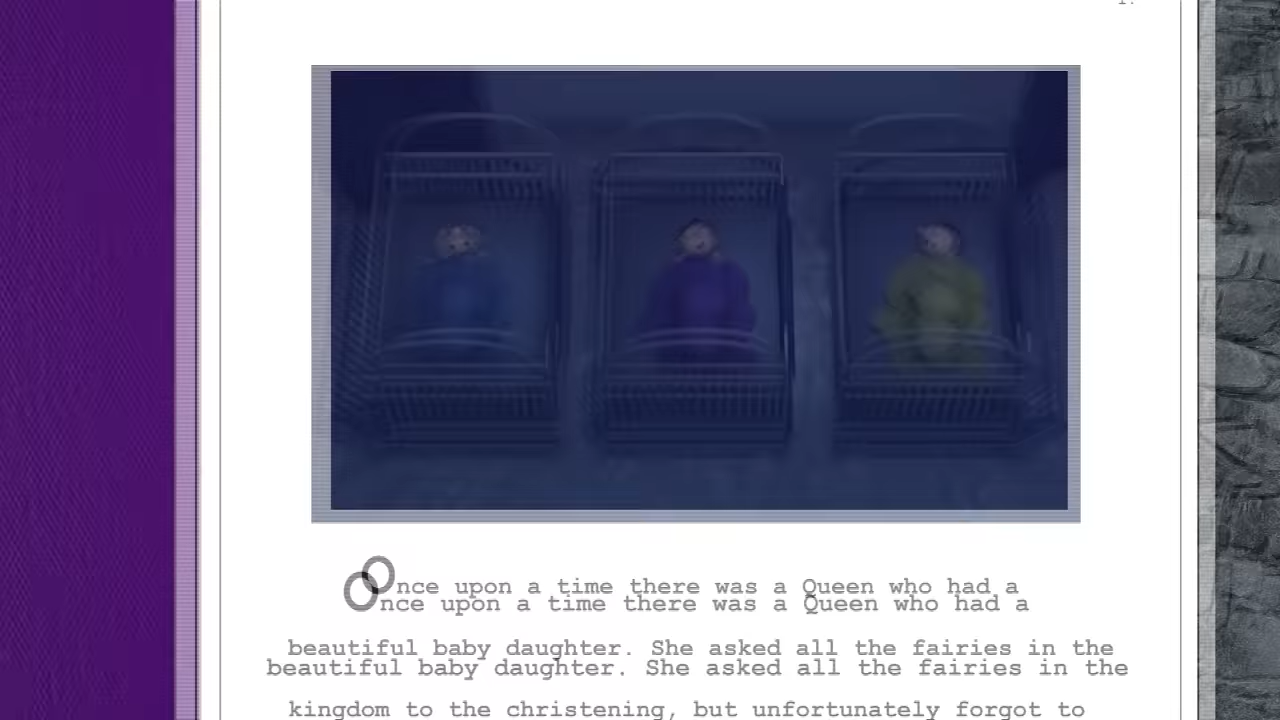 1.
Once upon a time there was a Queen who had a
Once upon a time there was a Queen who had a
beautiful baby daughter. She asked all the fairies in the
beautiful baby daughter. She asked all the fairies in the
kingdom to the christening, but unfortunately forgot to